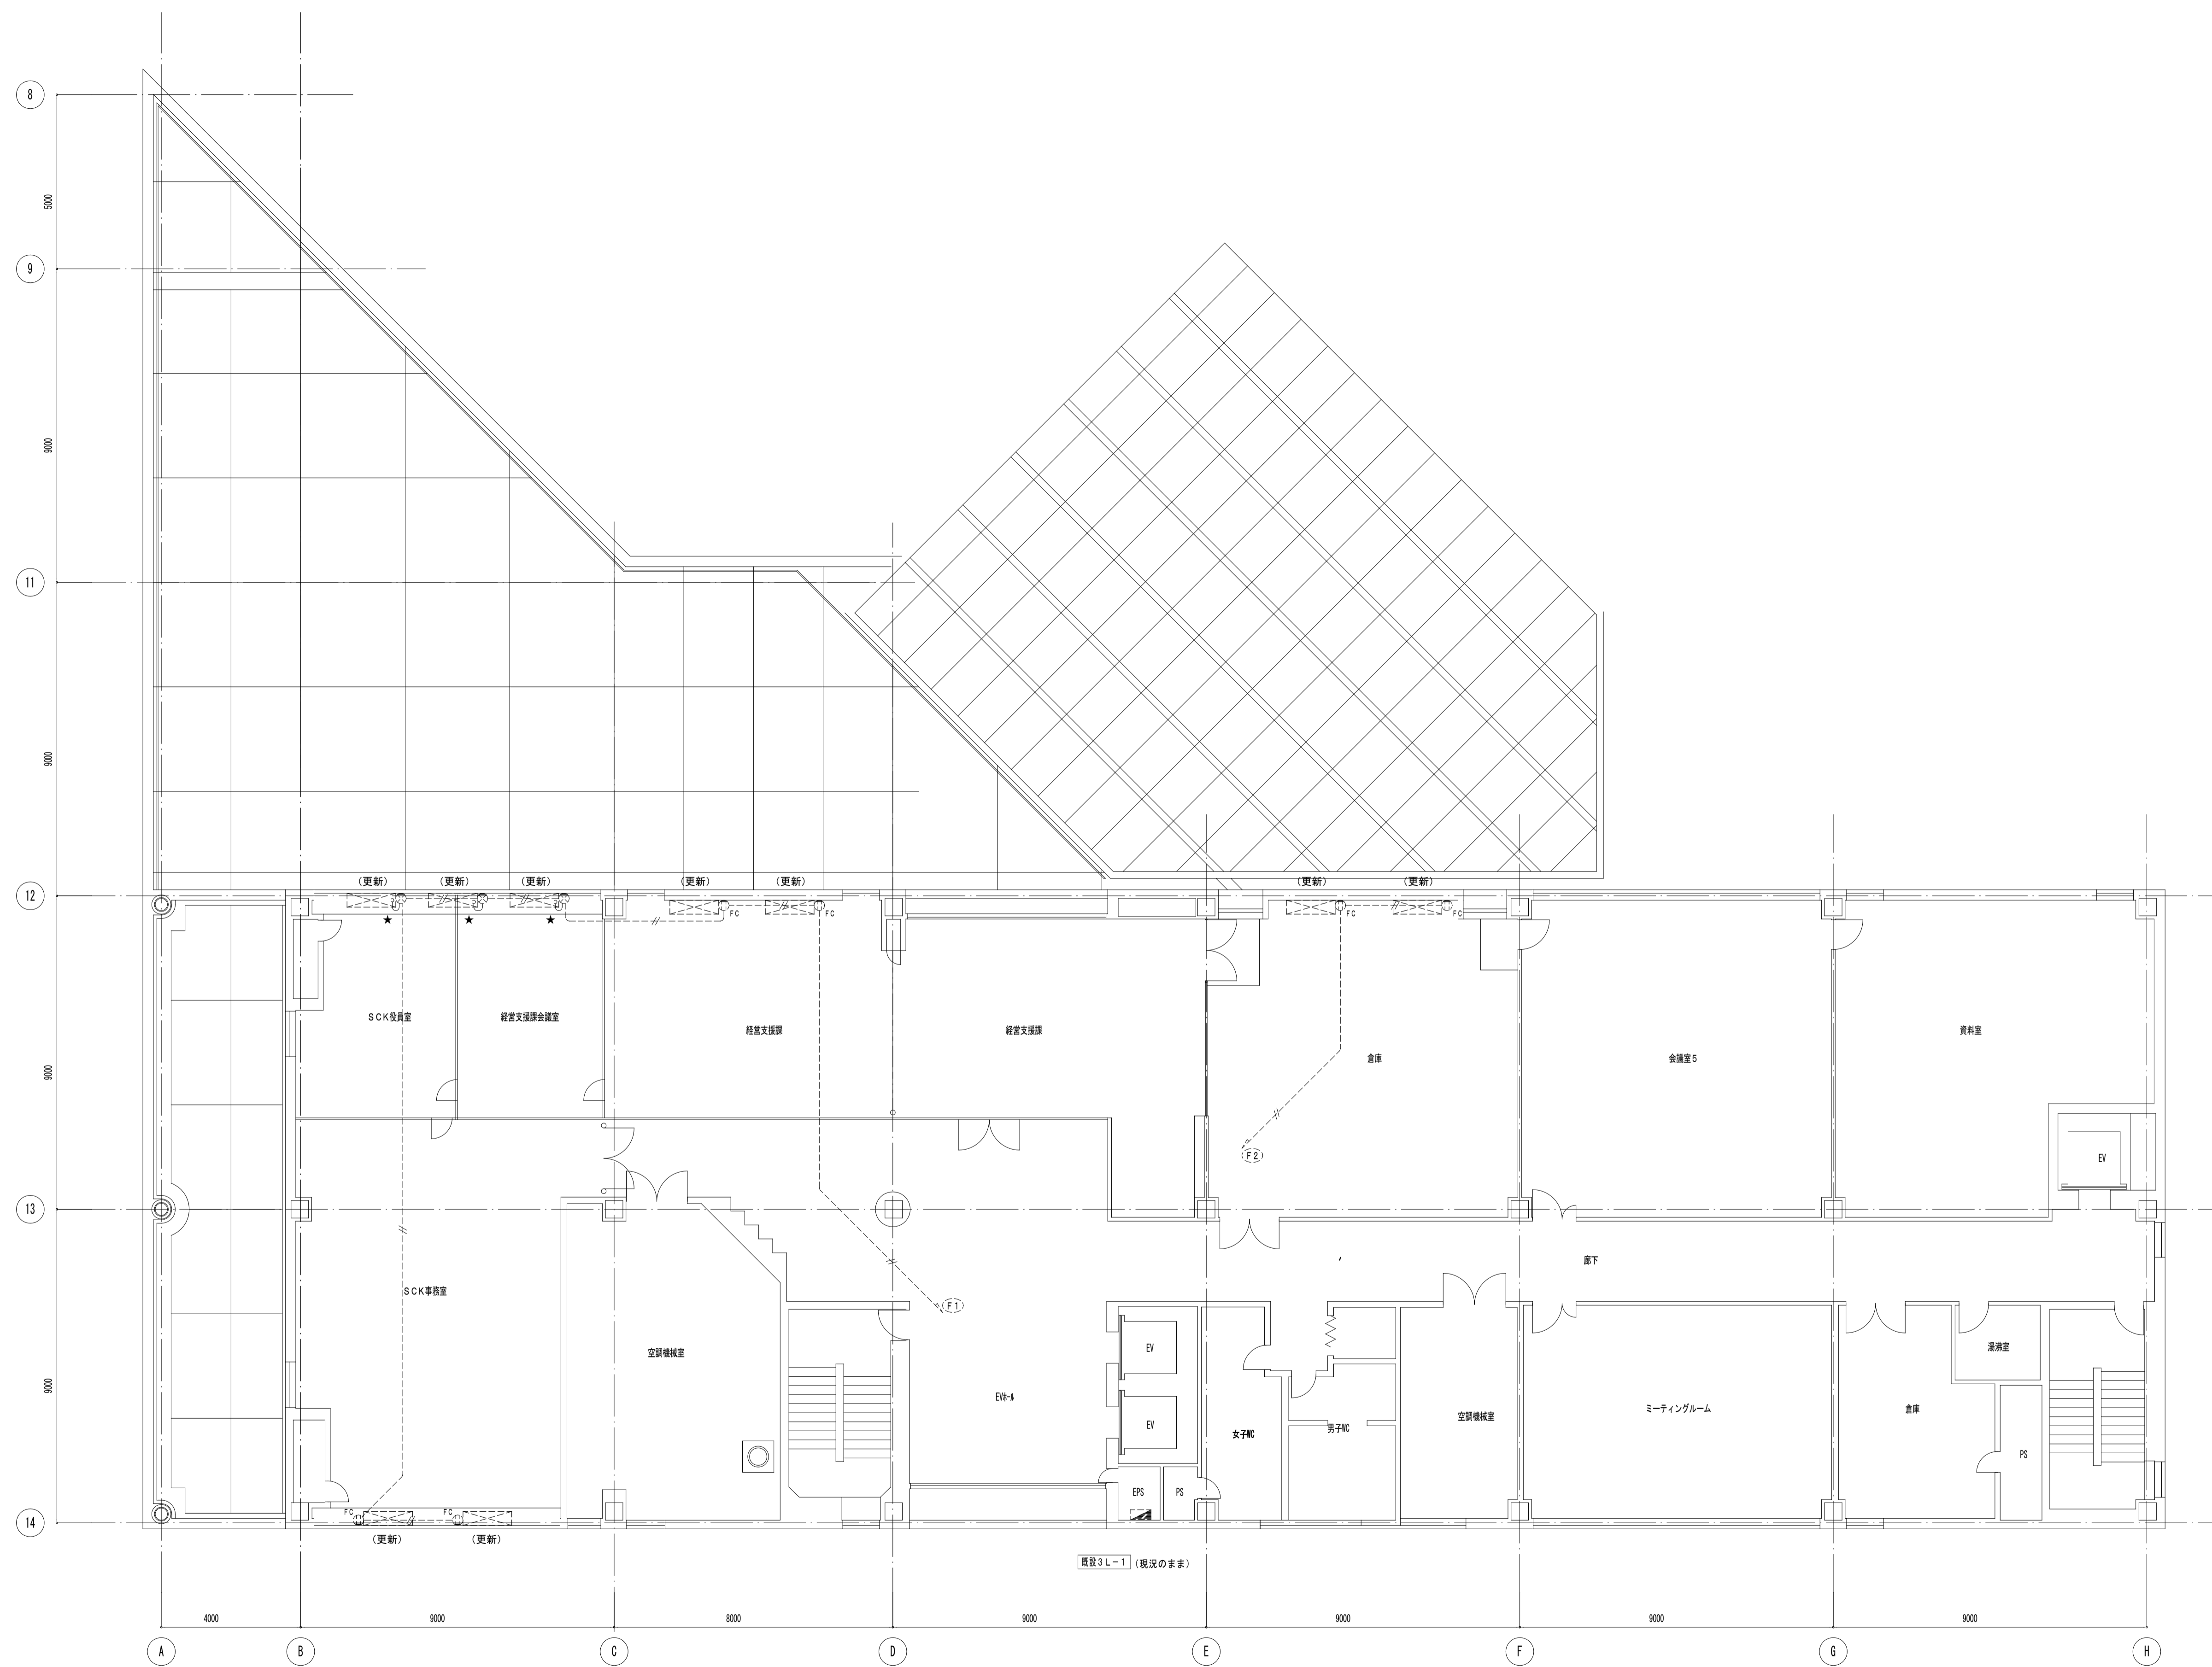 8
5000
9
9000
11
9000
(更新) (更新) (更新) (更新) (更新) (更新) (更新)
12
FC FC FC FC
★ ★ ★
9000
SCK役員室 経営支援課会議室 経営支援課 経営支援課 倉庫 会議室5 資料室
(F2)
EV
13
廊下
SCK事務室
(F1)
9000
空調機械室
EV
湯沸室
EVホール
EV
女子WC
男子WC
空調機械室
ミーティングルーム
倉庫
PS
EPS PS
FC FC
14
(更新) (更新)
既設3L-1 (現況のまま)
4000 9000 8000 9000 9000 9000 9000
A B C D E F G H